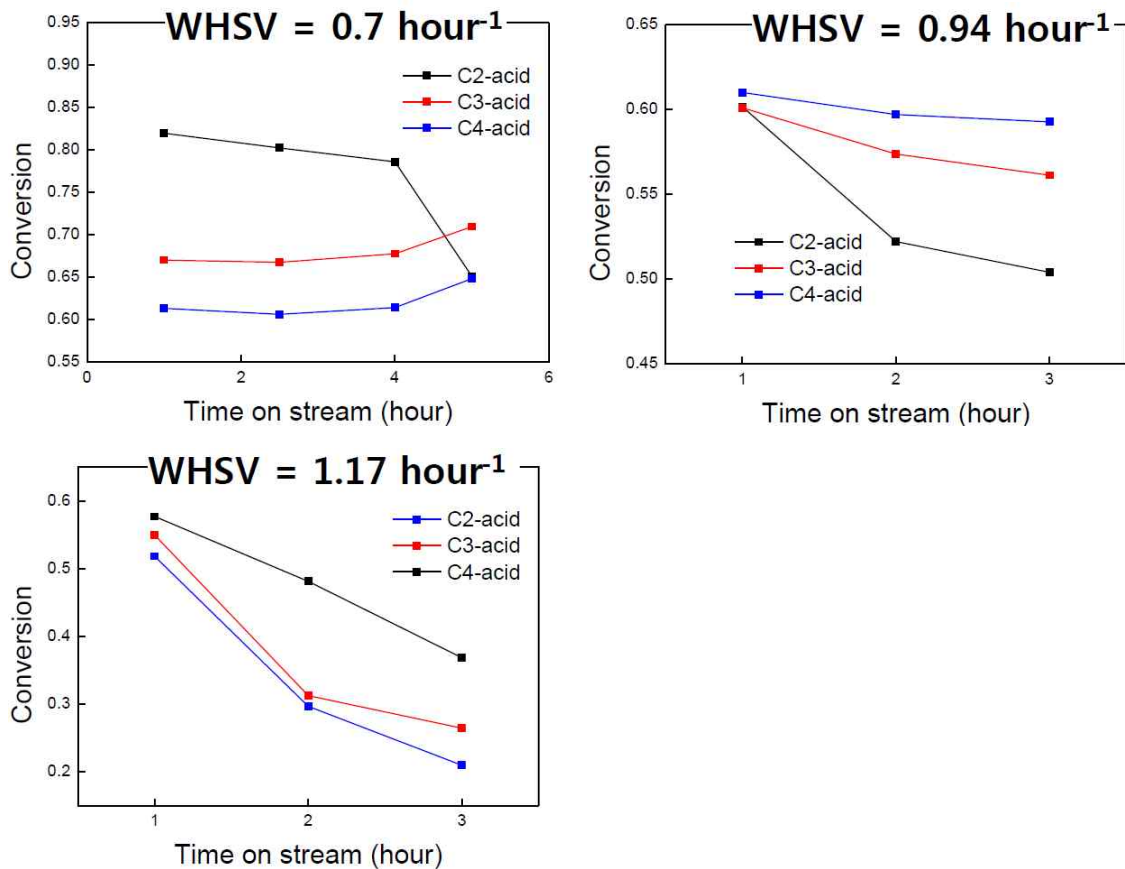 WHSV = 0.7 hour-1
0.95
0.90
0.85
0.80
0.75
0.70
0.65
0.60
0.55
Conversion
C2-acid
C3-acid
C4-acid
0
2
4
6
Time on stream (hour)
WHSV = 0.94 hour-1
0.65
0.60
0.55
0.50
0.45
Conversion
C2-acid
C3-acid
C4-acid
1
2
3
Time on stream (hour)
WHSV = 1.17 hour-1
0.6
0.5
0.4
0.3
0.2
Conversion
C2-acid
C3-acid
C4-acid
1
2
3
Time on stream (hour)